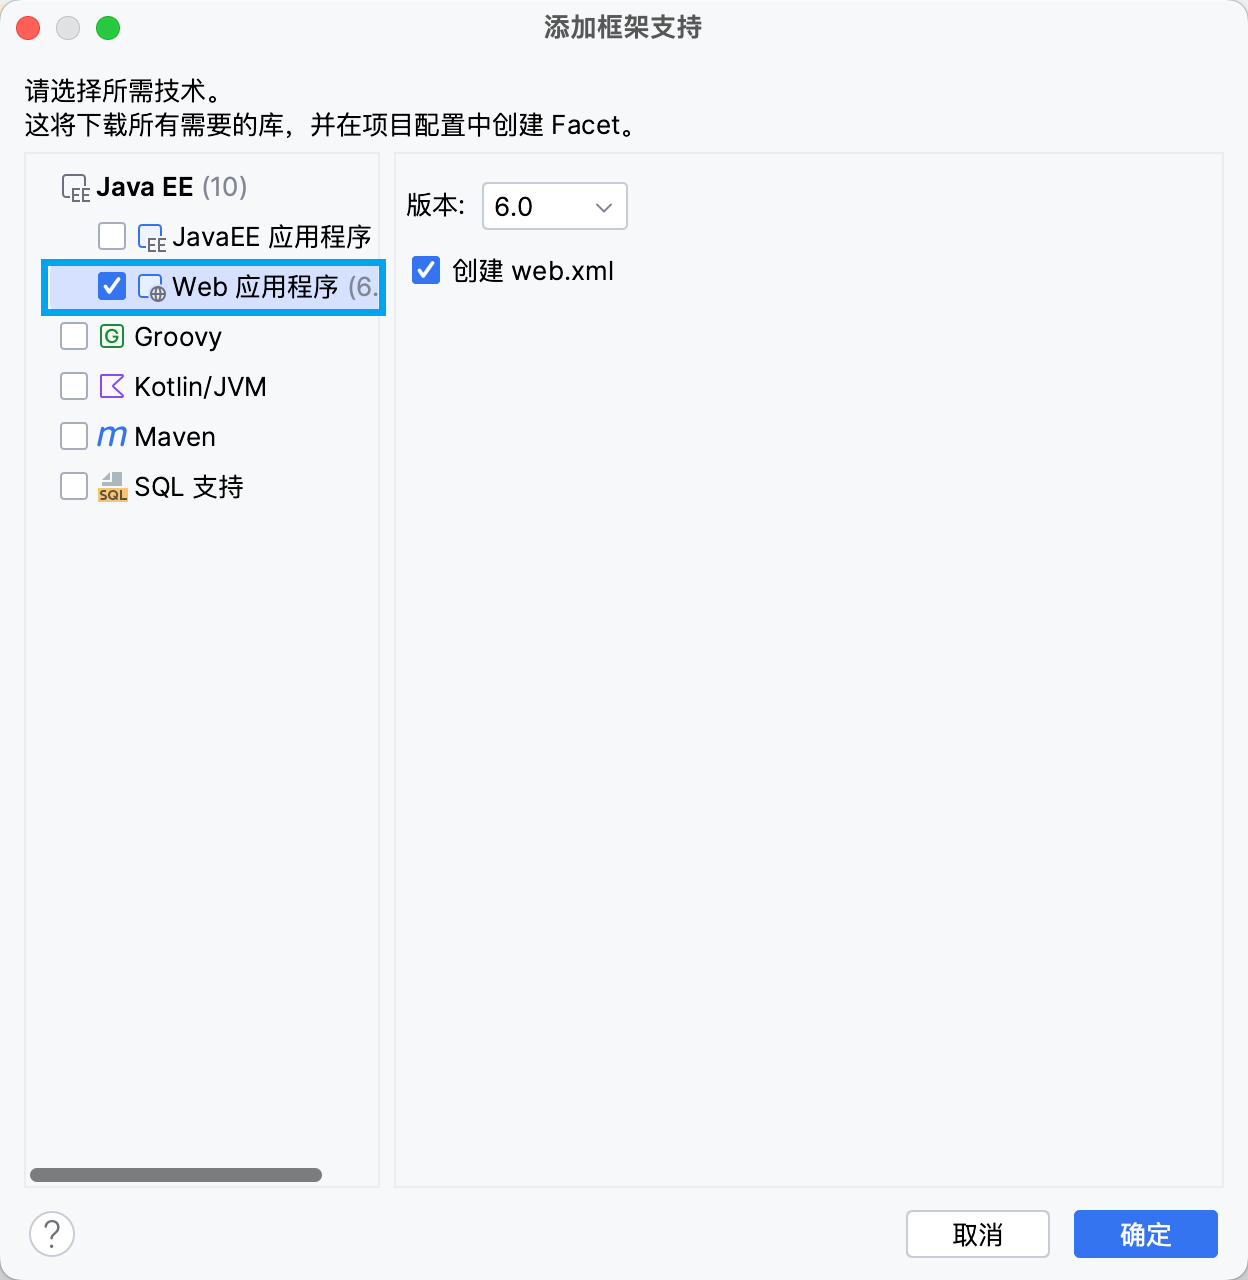 添加框架支持
请选择所需技术。
这将下载所有需要的库，并在项目配置中创建 Facet。
Java EE (10)
JavaEE 应用程序
Web 应用程序 (6.
Groovy
Kotlin/JVM
Maven
SQL 支持
版本: 6.0
创建 web.xml
? 取消 确定